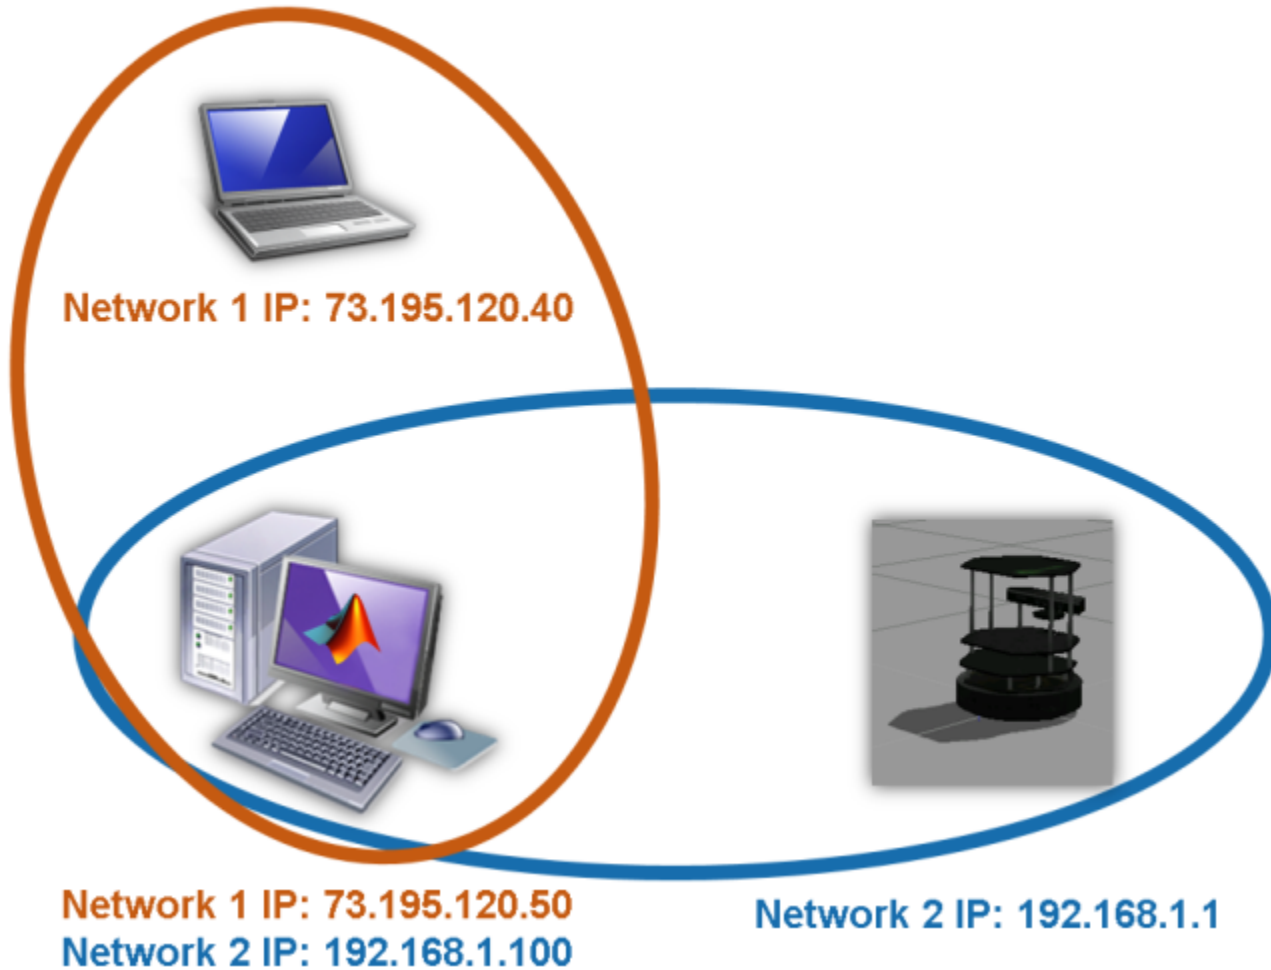 Network 1 IP: 73.195.120.40
Network 1 IP: 73.195.120.50
Network 2 IP: 192.168.1.100
Network 2 IP: 192.168.1.1